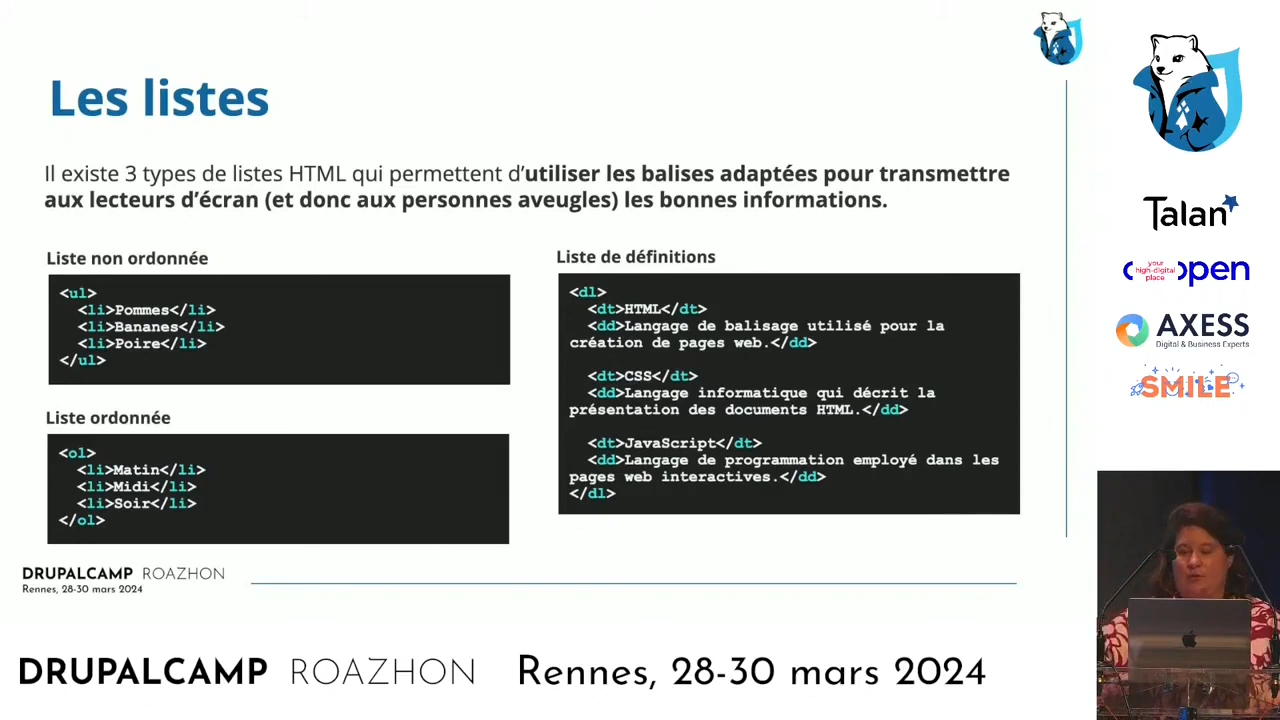 Les listes
Il existe 3 types de listes HTML qui permettent d’utiliser les balises adaptées pour transmettre
aux lecteurs d’écran (et donc aux personnes aveugles) les bonnes informations.
Liste non ordonnée
<ul>
  <li>Pommes</li>
  <li>Bananes</li>
  <li>Poire</li>
</ul>
Liste ordonnée
<ol>
  <li>Matin</li>
  <li>Midi</li>
  <li>Soir</li>
</ol>
Liste de définitions
<dl>
  <dt>HTML</dt>
  <dd>Langage de balisage utilisé pour la
création de pages web.</dd>
  <dt>CSS</dt>
  <dd>Langage informatique qui décrit la
présentation des documents HTML.</dd>
  <dt>JavaScript</dt>
  <dd>Langage de programmation employé dans les
pages web interactives.</dd>
</dl>
DRUPALCAMP ROAZHON
Rennes, 28-30 mars 2024
Talan
your
high-digital
place
open
AXESS
Digital & Business Experts
SMILE
DRUPALCAMP ROAZHON Rennes, 28-30 mars 2024